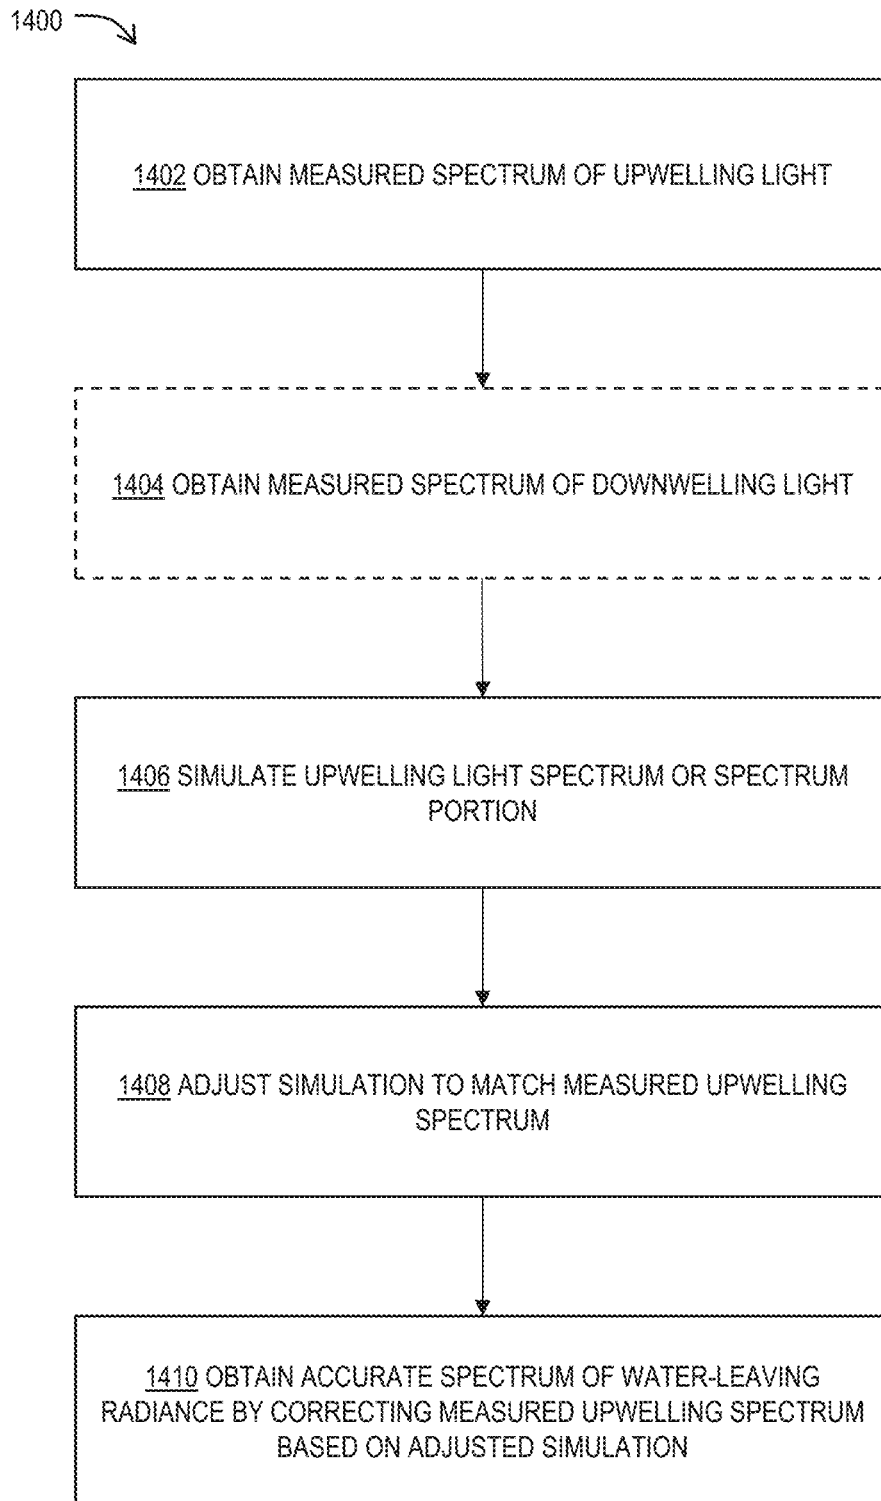 1400
1402 OBTAIN MEASURED SPECTRUM OF UPWELLING LIGHT
1404 OBTAIN MEASURED SPECTRUM OF DOWNWELLING LIGHT
1406 SIMULATE UPWELLING LIGHT SPECTRUM OR SPECTRUM
PORTION
1408 ADJUST SIMULATION TO MATCH MEASURED UPWELLING
SPECTRUM
1410 OBTAIN ACCURATE SPECTRUM OF WATER-LEAVING
RADIANCE BY CORRECTING MEASURED UPWELLING SPECTRUM
BASED ON ADJUSTED SIMULATION